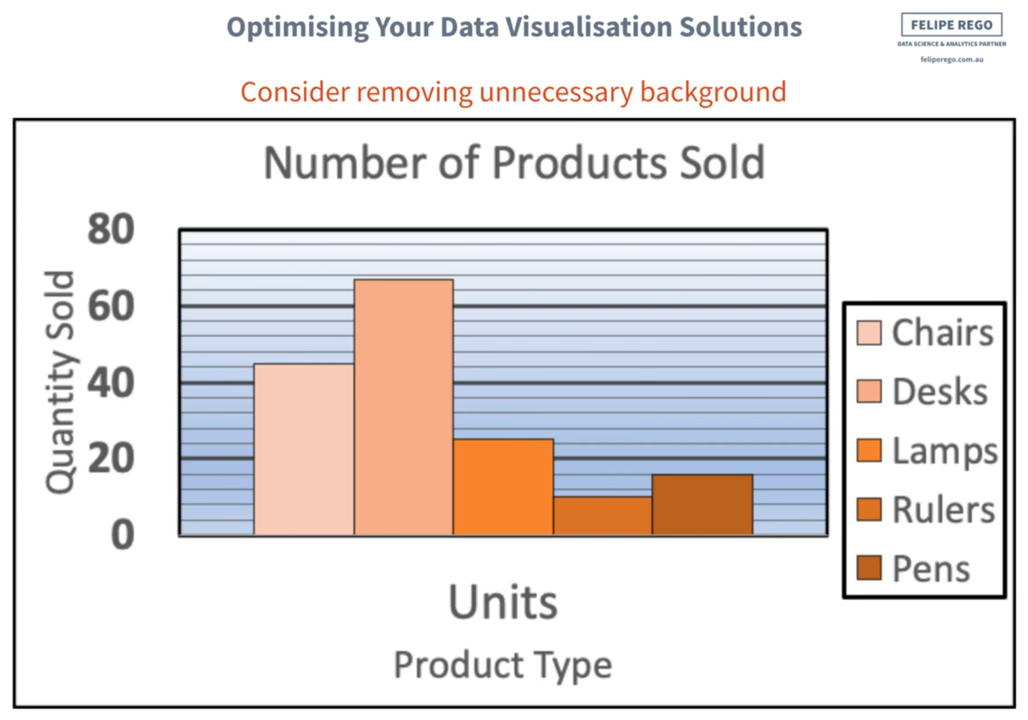 Optimising Your Data Visualisation Solutions
FELIPE REGO
DATA SCIENCE & ANALYTICS PARTNER
feliperego.com.au
Consider removing unnecessary background
Number of Products Sold
Quantity Sold
80
60
40
20
0
Chairs
Desks
Lamps
Rulers
Pens
Units
Product Type